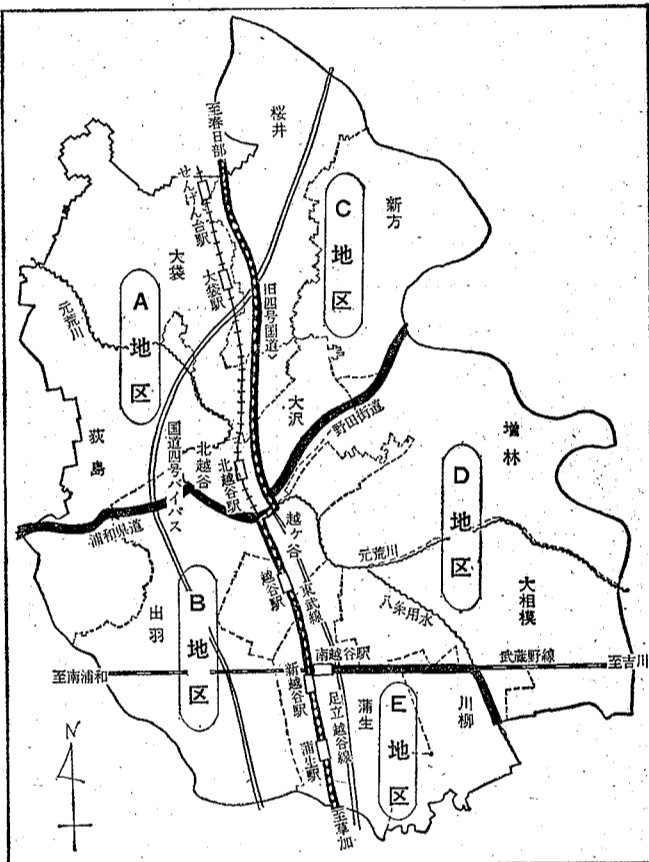 至春日部
桜井
せんげん台駅
新方
C地区
大袋
大袋駅
元荒川
A地区
旧四号国道
大沢
野田街道
増林
荻島
国道四号バイパス
北越谷
北越谷駅
D地区
浦和県道
越ヶ谷
元荒川
出羽
B地区
越谷駅
東武線
八条用水
大相模
南越谷駅
武蔵野線
至吉川
至南浦和
新越谷駅
足立越谷線
蒲生
E地区
川柳
蒲生駅
至草加
N